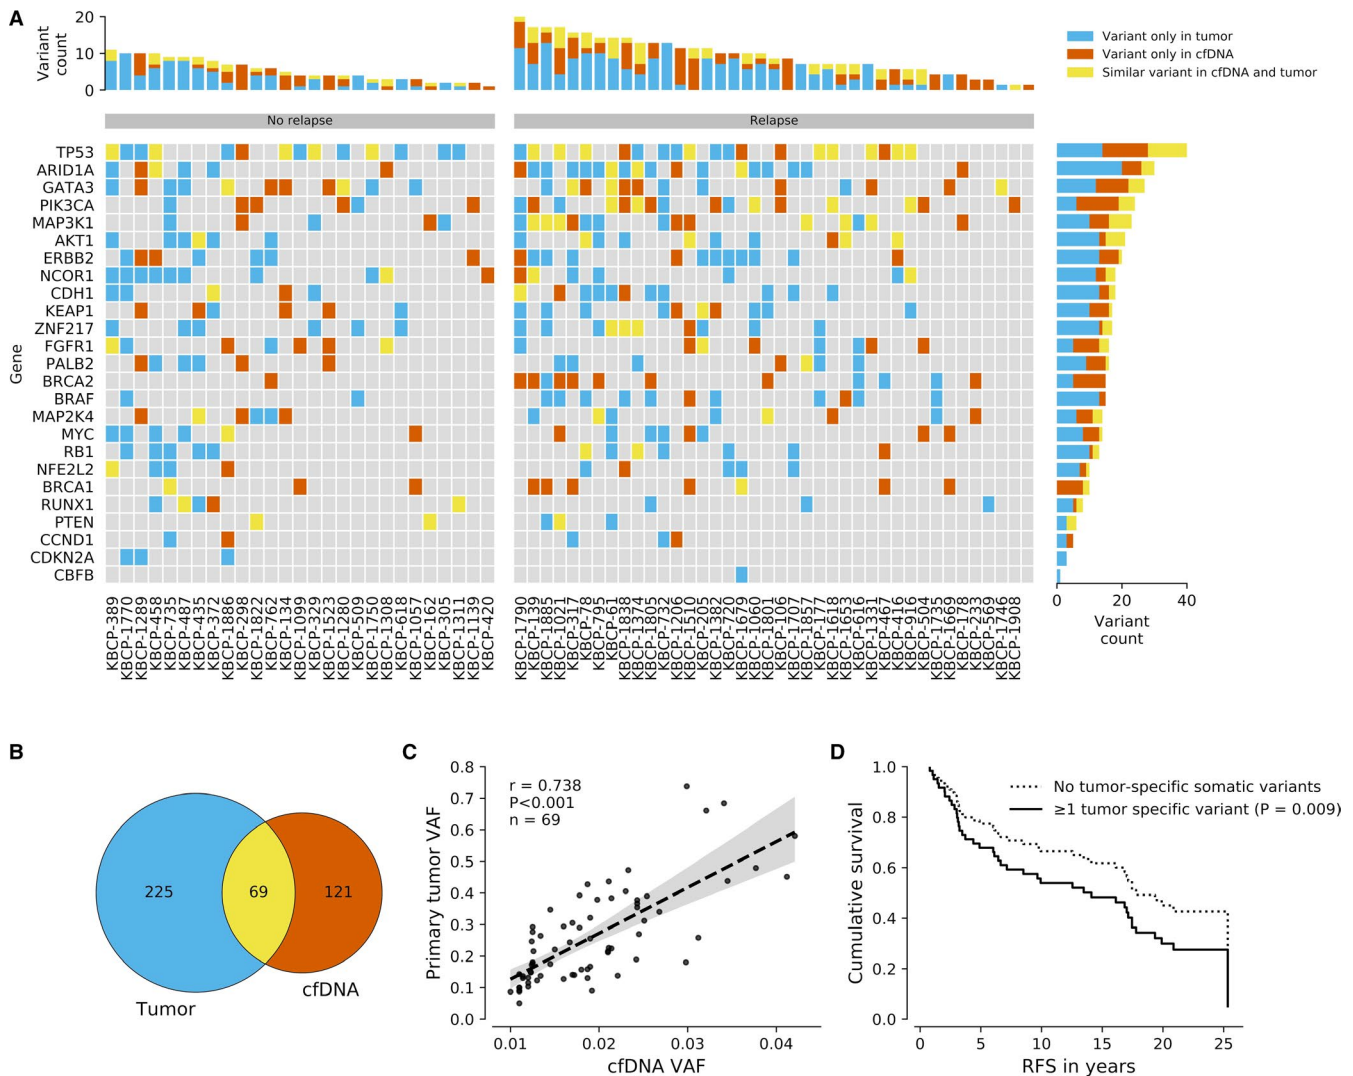 A
Variant
count
20
10
0
Variant only in tumor
Variant only in cfDNA
Similar variant in cfDNA and tumor
No relapse
Relapse
Gene
TP53
ARID1A
GATA3
PIK3CA
MAP3K1
AKT1
ERBB2
NCOR1
CDH1
KEAP1
ZNF217
FGFR1
PALB2
BRCA2
BRAF
MAP2K4
MYC
RB1
NFE2L2
BRCA1
RUNX1
PTEN
CCND1
CDKN2A
CBFB
KBCP-389
KBCP-1770
KBCP-1289
KBCP-458
KBCP-735
KBCP-487
KBCP-435
KBCP-372
KBCP-1886
KBCP-298
KBCP-1822
KBCP-762
KBCP-134
KBCP-1099
KBCP-329
KBCP-1523
KBCP-1280
KBCP-509
KBCP-1750
KBCP-1308
KBCP-618
KBCP-1057
KBCP-162
KBCP-305
KBCP-1311
KBCP-1139
KBCP-420
KBCP-1790
KBCP-139
KBCP-1885
KBCP-1021
KBCP-317
KBCP-78
KBCP-795
KBCP-61
KBCP-1838
KBCP-1374
KBCP-1805
KBCP-732
KBCP-1206
KBCP-1510
KBCP-205
KBCP-1382
KBCP-720
KBCP-1679
KBCP-1060
KBCP-1801
KBCP-106
KBCP-1707
KBCP-1857
KBCP-177
KBCP-1618
KBCP-1653
KBCP-616
KBCP-1331
KBCP-467
KBCP-416
KBCP-916
KBCP-504
KBCP-1735
KBCP-1669
KBCP-178
KBCP-233
KBCP-569
KBCP-1746
KBCP-1908
0 20 40
Variant
count
B
225
69
121
Tumor
cfDNA
C
Primary tumor VAF
0.8
0.7
0.6
0.5
0.4
0.3
0.2
0.1
0.0
r = 0.738
P<0.001
n = 69
0.01 0.02 0.03 0.04
cfDNA VAF
D
Cumulative survival
1.0
0.8
0.6
0.4
0.2
0.0
No tumor-specific somatic variants
≥1 tumor specific variant (P = 0.009)
0 5 10 15 20 25
RFS in years